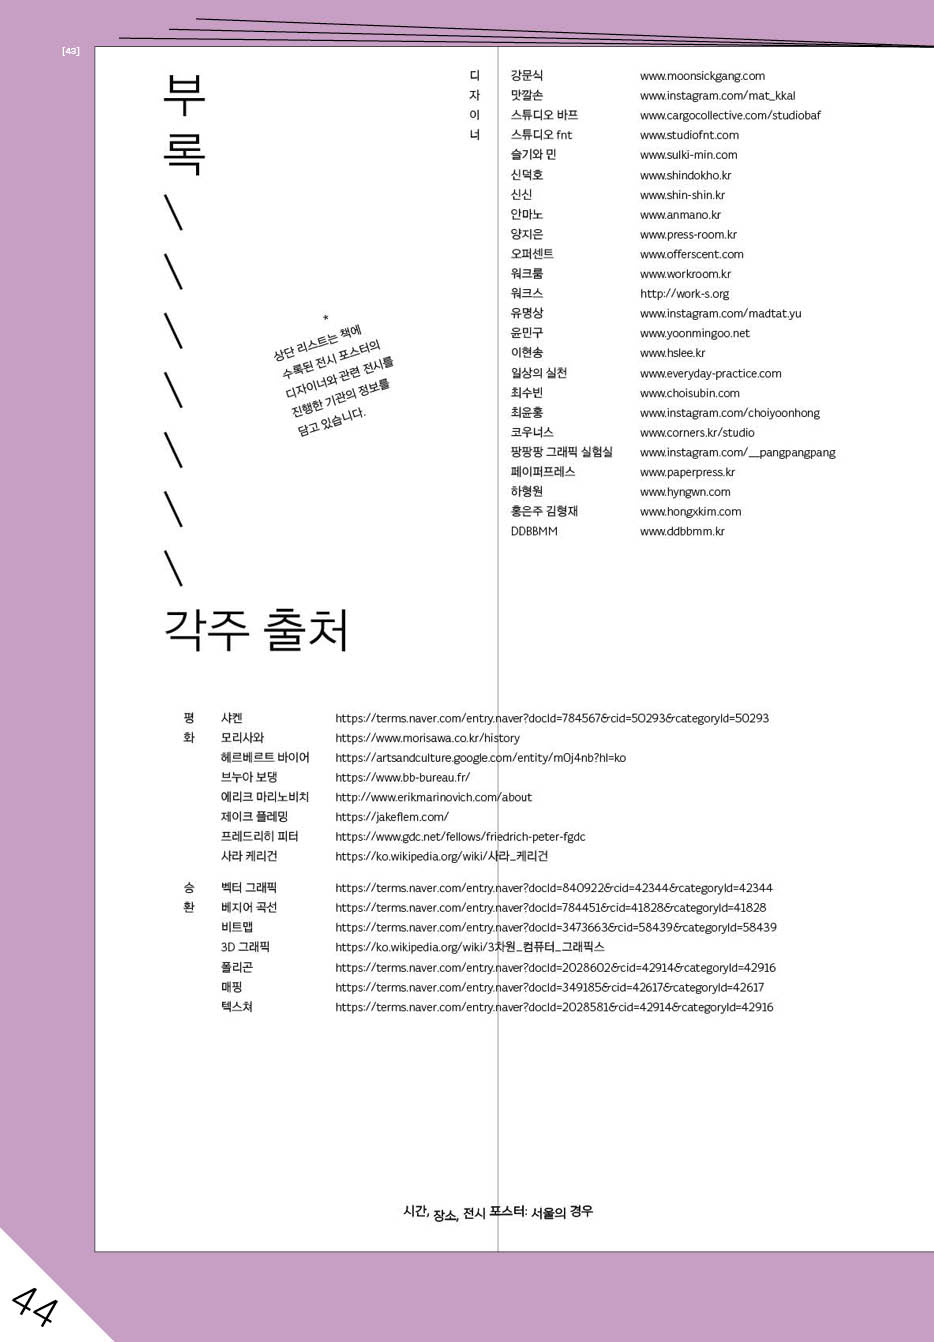 [43]
부
록
\
\
\
\
\
\
\
각주 출처
*
상단 리스트는 책에
수록된 전시 포스터의
디자이너와 관련 전시를
진행한 기관의 정보를
담고 있습니다.
디자이너
강문식 www.moonsickgang.com
맛깔손 www.instagram.com/mat_kkal
스튜디오 바프 www.cargocollective.com/studiobaf
스튜디오 fnt www.studiofnt.com
슬기와 민 www.sulki-min.com
신덕호 www.shindokho.kr
신신 www.shin-shin.kr
안마노 www.anmano.kr
양지은 www.press-room.kr
오퍼센트 www.offerscent.com
워크룸 www.workroom.kr
워크스 http://work-s.org
유명상 www.instagram.com/madtat.yu
윤민구 www.yoonmingoo.net
이현송 www.hslee.kr
일상의 실천 www.everyday-practice.com
최수빈 www.choisubin.com
최윤홍 www.instagram.com/choiyoonhong
코우너스 www.corners.kr/studio
팡팡팡 그래픽 실험실 www.instagram.com/__pangpangpang
페이퍼프레스 www.paperpress.kr
하형원 www.hyngwn.com
홍은주 김형재 www.hongxkim.com
DDBBMM www.ddbbmm.kr
평화
샤켄 https://terms.naver.com/entry.naver?docId=784567&cid=50293&categoryId=50293
모리사와 https://www.morisawa.co.kr/history
헤르베르트 바이어 https://artsandculture.google.com/entity/m0j4nb?hl=ko
브누아 보댕 https://www.bb-bureau.fr/
에리크 마리노비치 http://www.erikmarinovich.com/about
제이크 플레밍 https://jakeflem.com/
프레드리히 피터 https://www.gdc.net/fellows/friedrich-peter-fgdc
사라 케리건 https://ko.wikipedia.org/wiki/사라_케리건
승환
벡터 그래픽 https://terms.naver.com/entry.naver?docId=840922&cid=42344&categoryId=42344
베지어 곡선 https://terms.naver.com/entry.naver?docId=784451&cid=41828&categoryId=41828
비트맵 https://terms.naver.com/entry.naver?docId=3473663&cid=58439&categoryId=58439
3D 그래픽 https://ko.wikipedia.org/wiki/3차원_컴퓨터_그래픽스
폴리곤 https://terms.naver.com/entry.naver?docId=2028602&cid=42914&categoryId=42916
매핑 https://terms.naver.com/entry.naver?docId=349185&cid=42617&categoryId=42617
텍스쳐 https://terms.naver.com/entry.naver?docId=2028581&cid=42914&categoryId=42916
시간, 장소, 전시 포스터: 서울의 경우
44